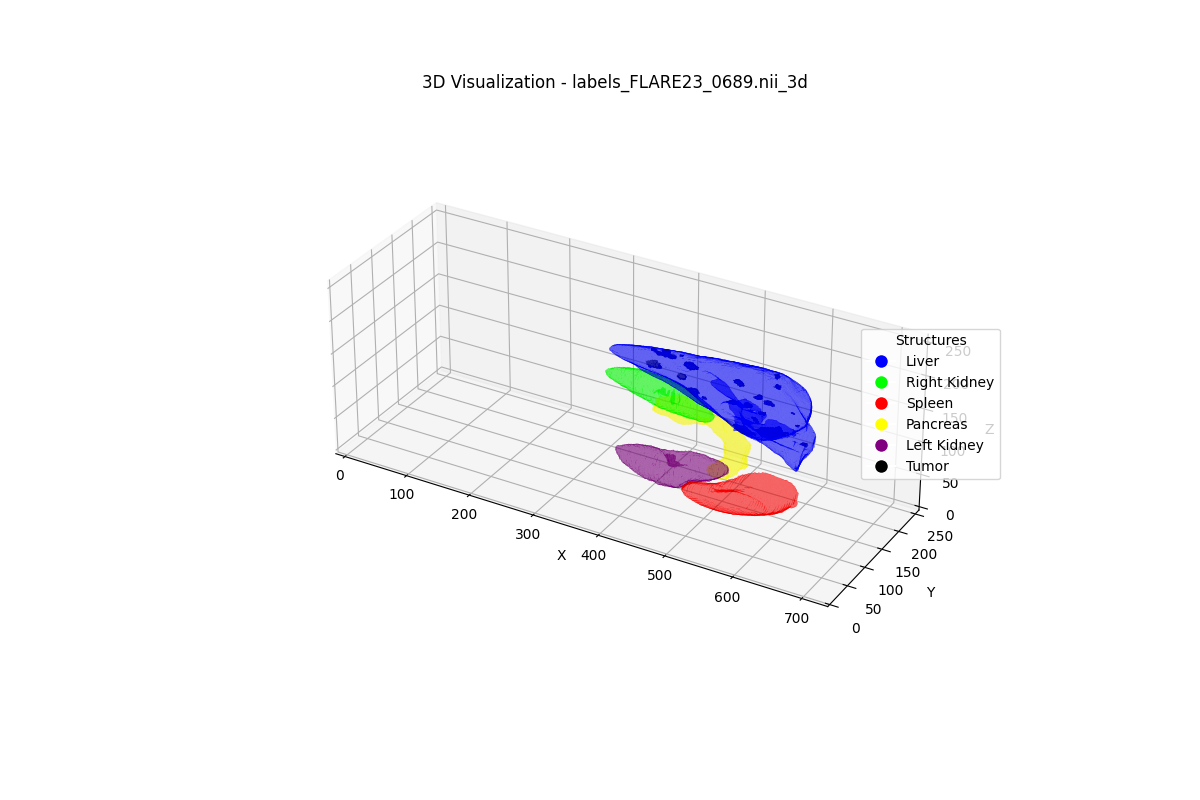 3D Visualization - labels_FLARE23_0689.nii_3d
Structures
Liver
Right Kidney
Spleen
Pancreas
Left Kidney
Tumor
250
200
150
100
50
0
Z
0
100
200
300
400
500
600
700
X
0
50
100
150
200
250
Y